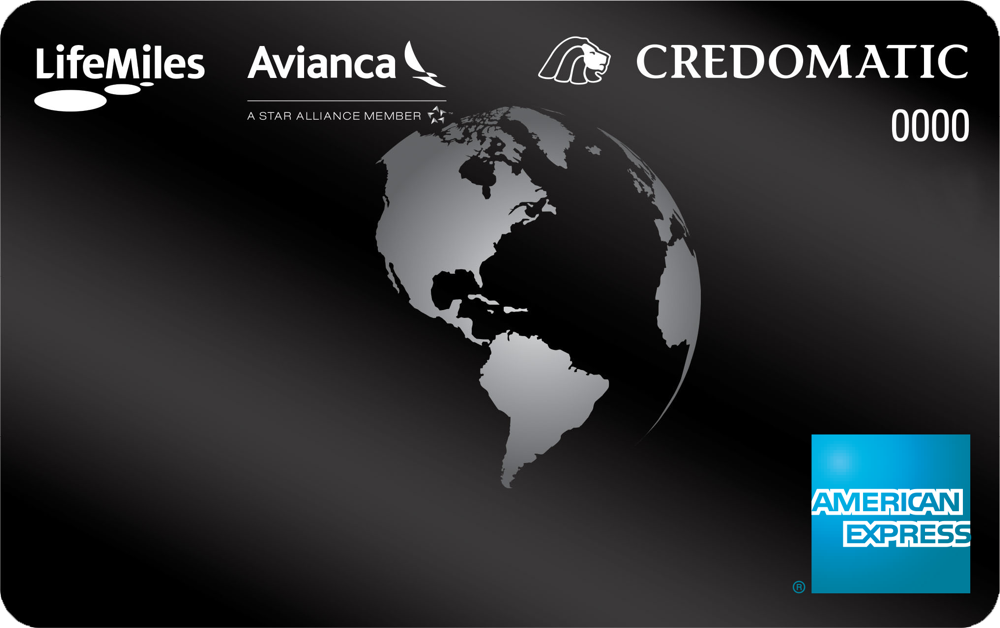 LifeMiles
Avianca
A STAR ALLIANCE MEMBER
CREDOMATIC
0000
AMERICAN
EXPRESS
®